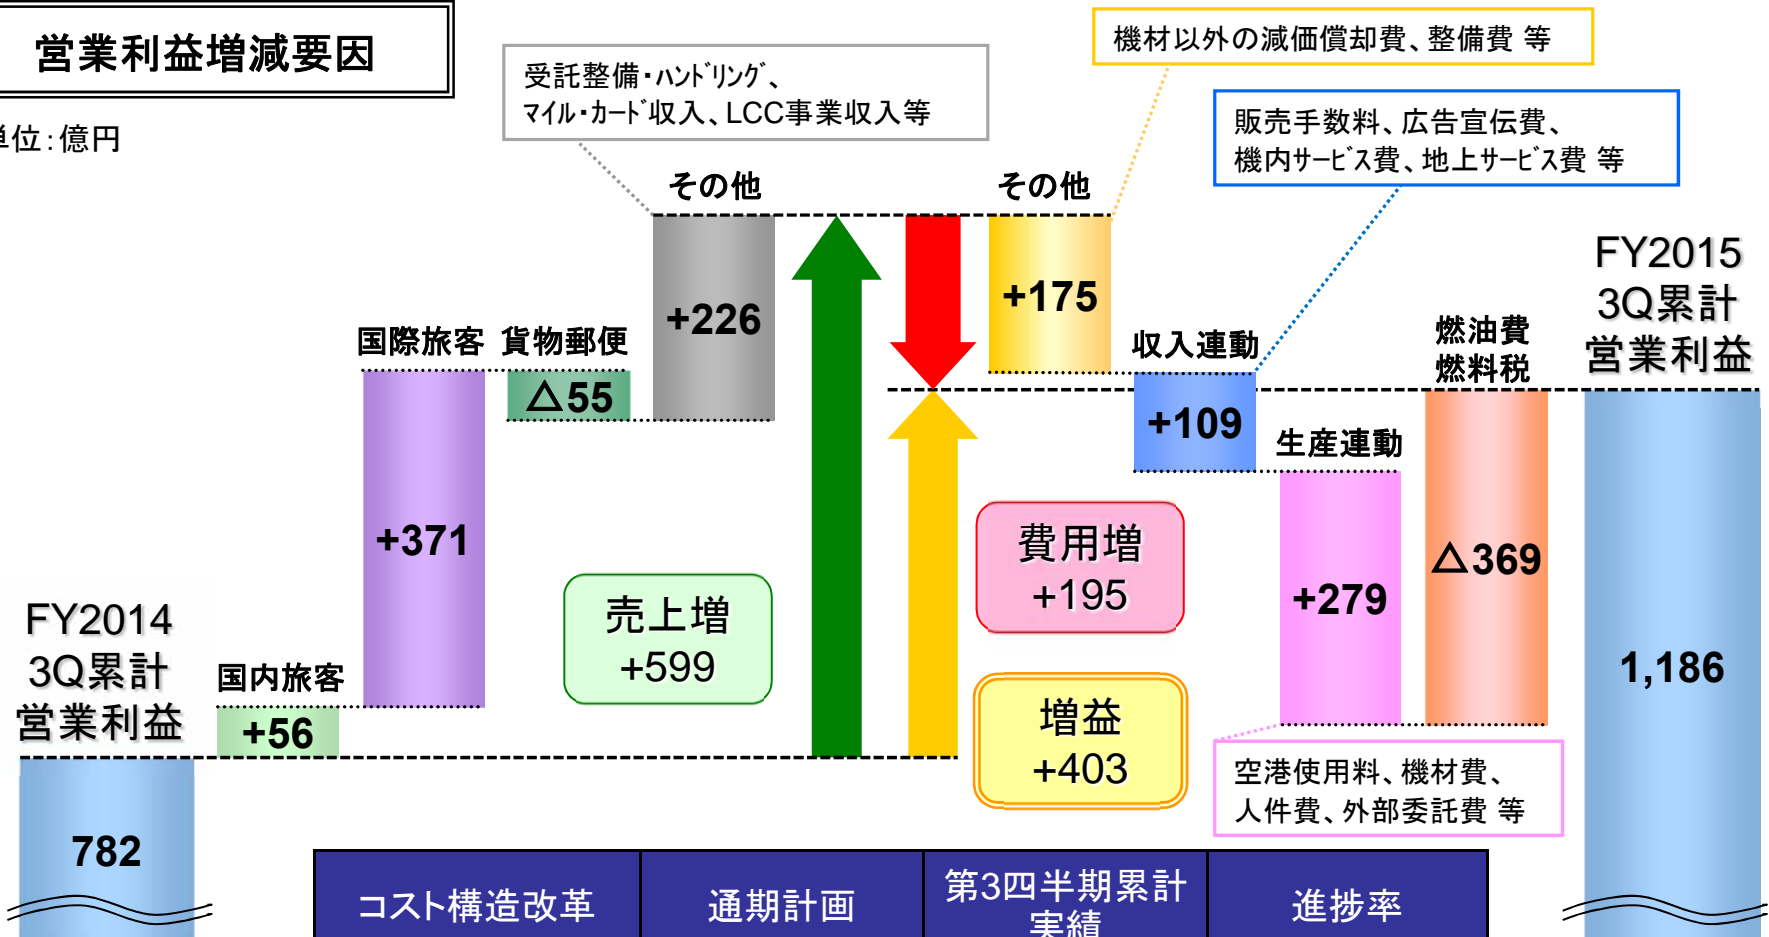 営業利益増減要因
単位：億円
受託整備・ハンドリング、
マイル・カード収入、LCC事業収入等
機材以外の減価償却費、整備費 等
販売手数料、広告宣伝費、
機内サービス費、地上サービス費 等
その他
+226
その他
+175
国際旅客
+371
貨物郵便
△55
収入連動
+109
生産連動
+279
燃油費
燃料税
△369
FY2015
3Q累計
営業利益
1,186
FY2014
3Q累計
営業利益
782
国内旅客
+56
売上増
+599
費用増
+195
増益
+403
空港使用料、機材費、
人件費、外部委託費 等
コスト構造改革
通期計画
第3四半期累計
実績
進捗率